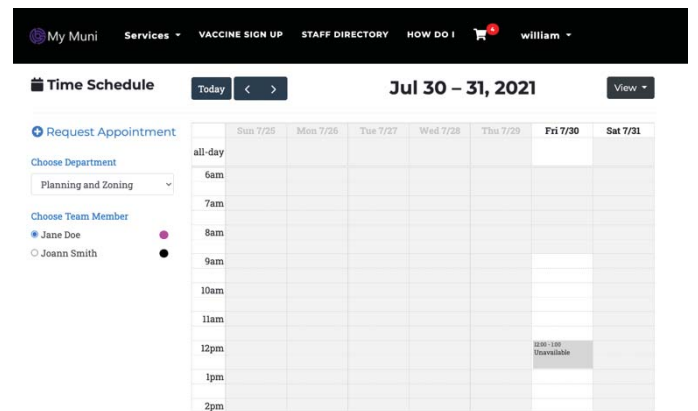 My Muni Services VACCINE SIGN UP STAFF DIRECTORY HOW DO I william
Time Schedule
Today < > Jul 30 – 31, 2021 View
Request Appointment
Choose Department
Planning and Zoning
Choose Team Member
Jane Doe
Joann Smith
Sun 7/25 Mon 7/26 Tue 7/27 Wed 7/28 Thu 7/29 Fri 7/30 Sat 7/31
all-day
6am
7am
8am
9am
10am
11am
12pm
12:00 - 1:00
Unavailable
1pm
2pm